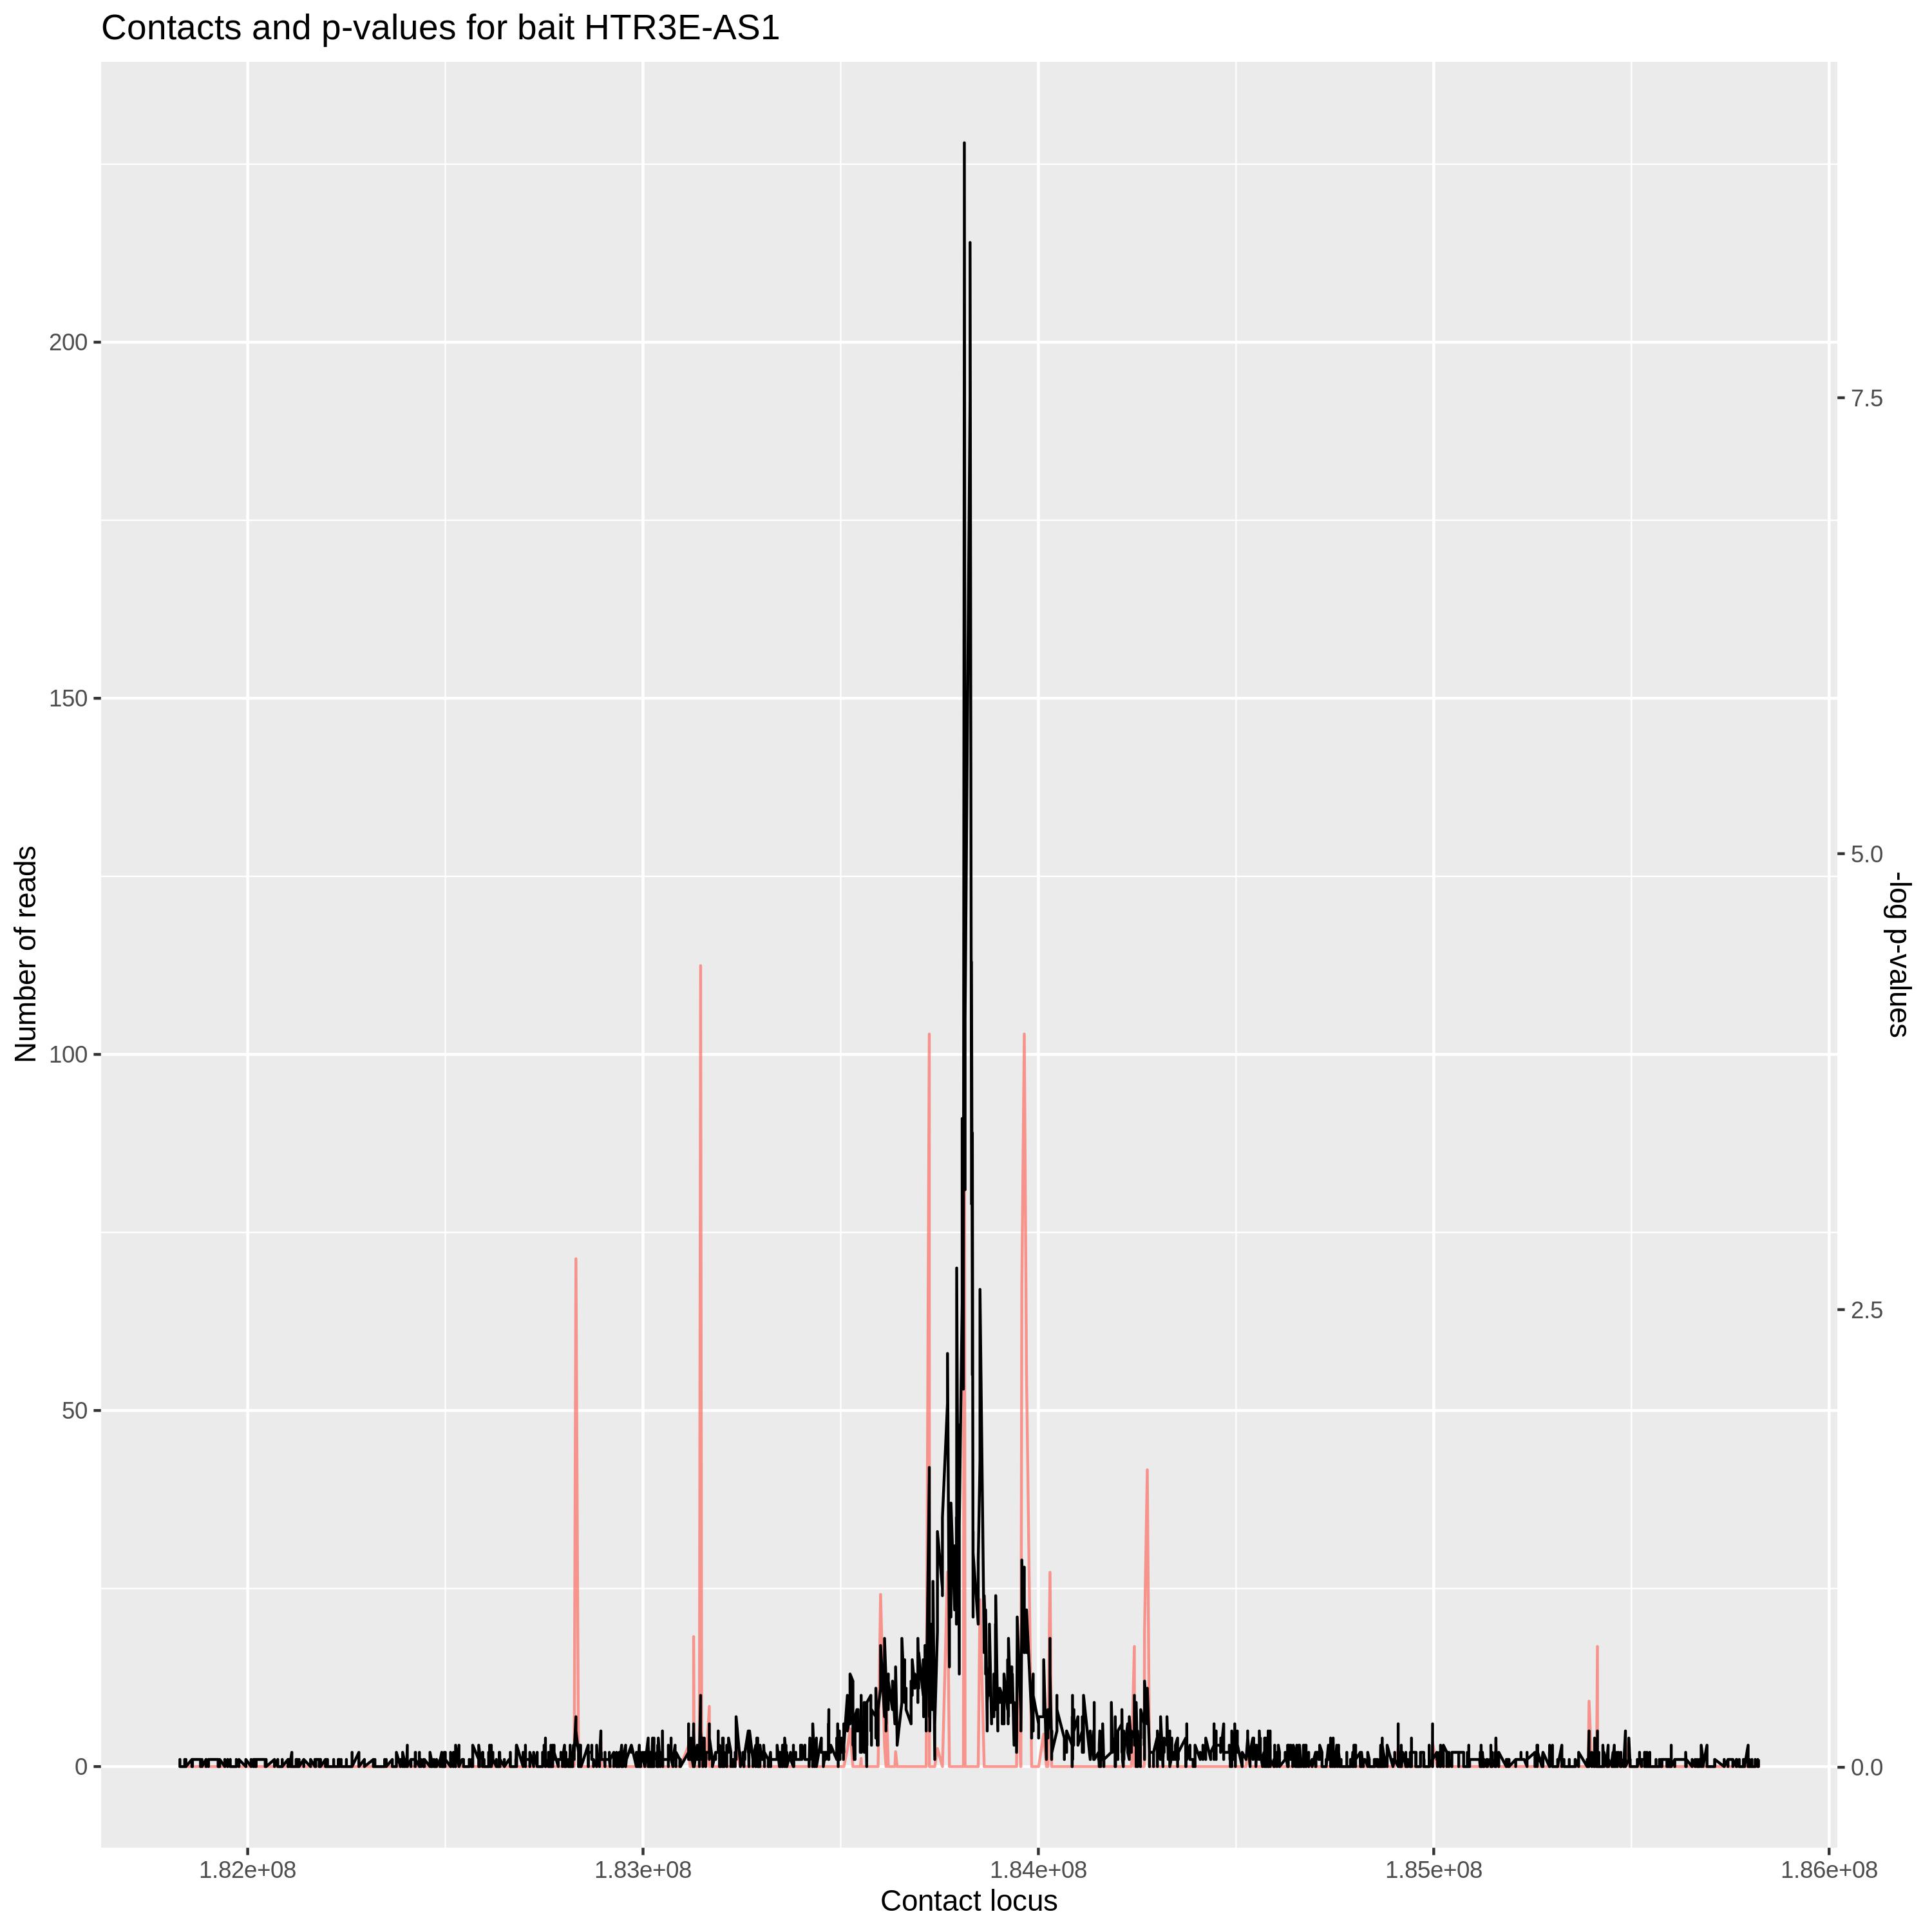 Contacts and p-values for bait HTR3E-AS1
Number of reads
200
150
100
50
0
7.5
5.0
2.5
0.0
-log p-values
1.82e+08 1.83e+08 1.84e+08 1.85e+08 1.86e+08
Contact locus